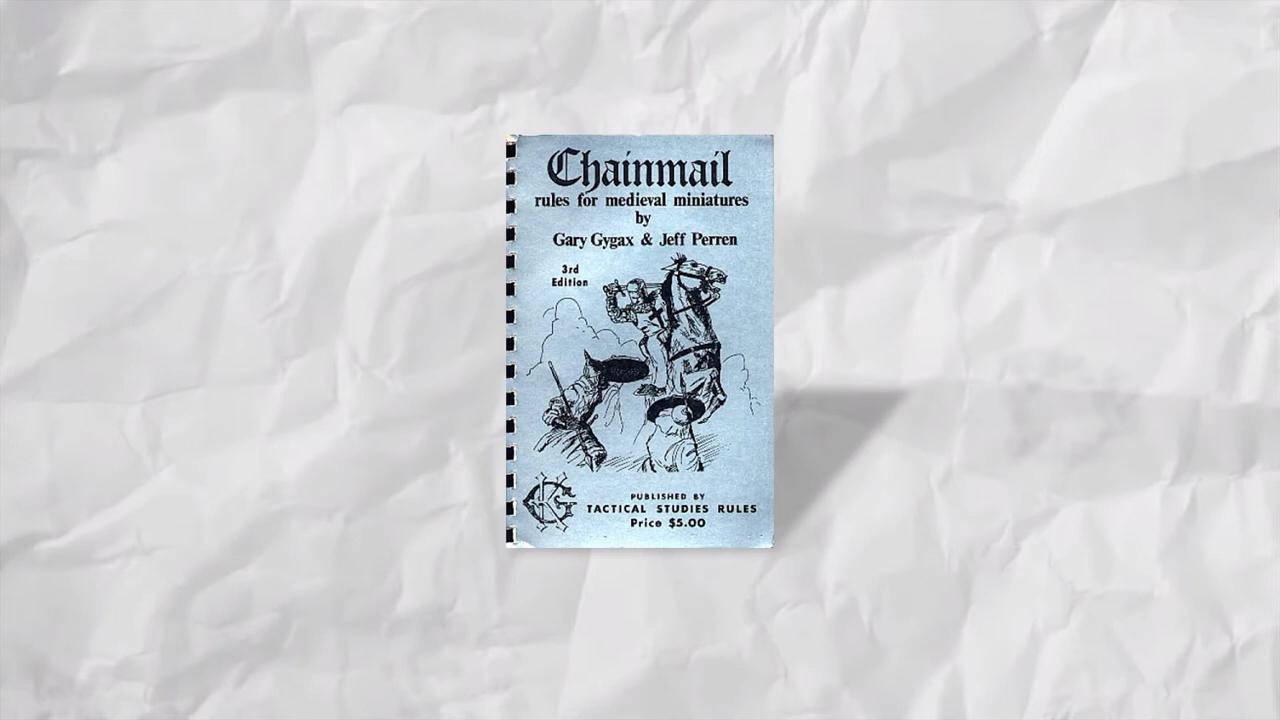 Chainmail
rules for medieval miniatures
by
Gary Gygax & Jeff Perren
3rd
Edition
PUBLISHED BY
TACTICAL STUDIES RULES
Price $5.00